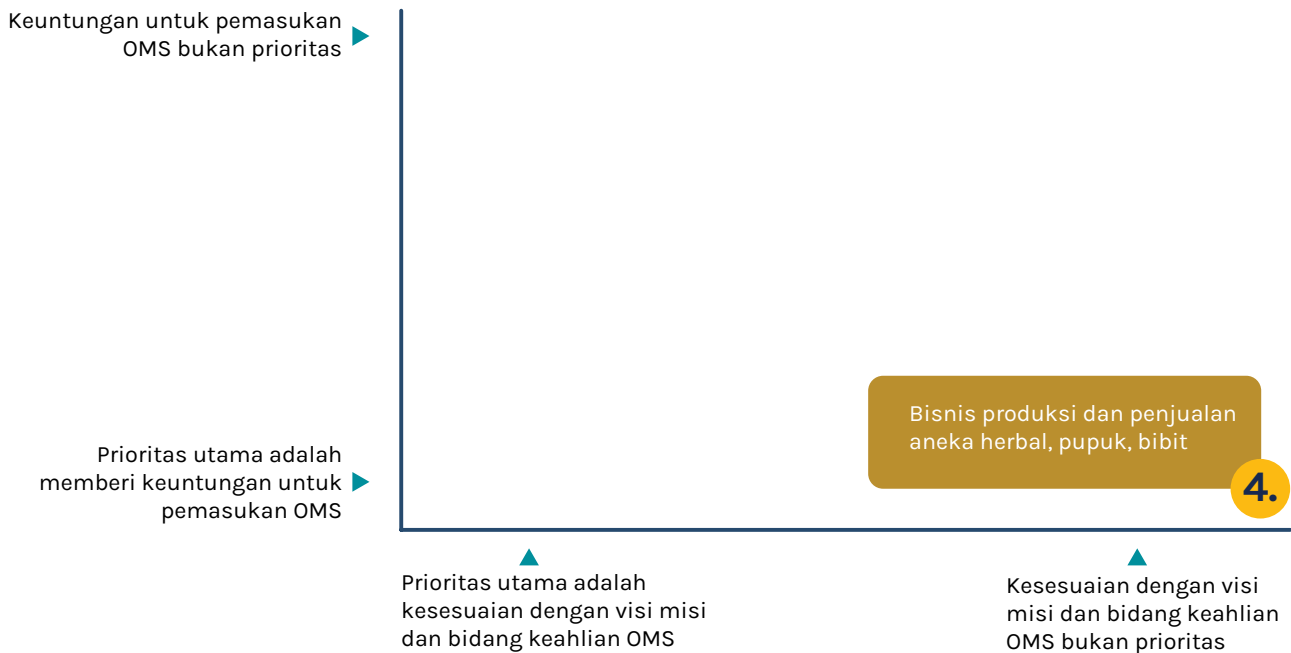 Keuntungan untuk pemasukan
OMS bukan prioritas
Bisnis produksi dan penjualan
aneka herbal, pupuk, bibit
4.
Prioritas utama adalah
memberi keuntungan untuk
pemasukan OMS
Prioritas utama adalah
kesesuaian dengan visi misi
dan bidang keahlian OMS
Kesesuaian dengan visi
misi dan bidang keahlian
OMS bukan prioritas